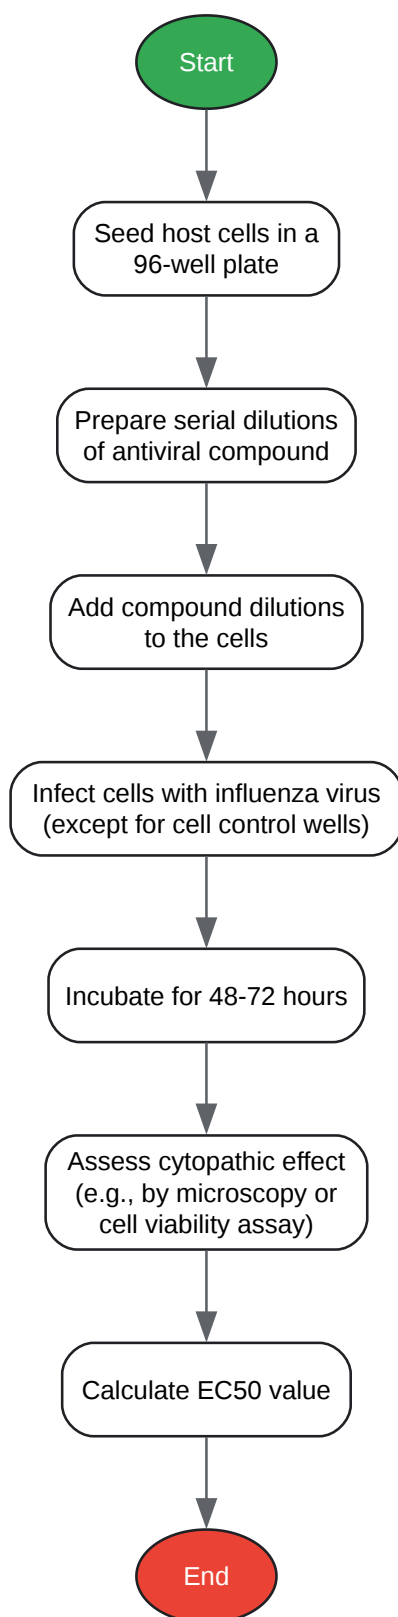 Start
Seed host cells in a
96-well plate
Prepare serial dilutions
of antiviral compound
Add compound dilutions
to the cells
Infect cells with influenza virus
(except for cell control wells)
Incubate for 48-72 hours
Assess cytopathic effect
(e.g., by microscopy or
cell viability assay)
Calculate EC50 value
End